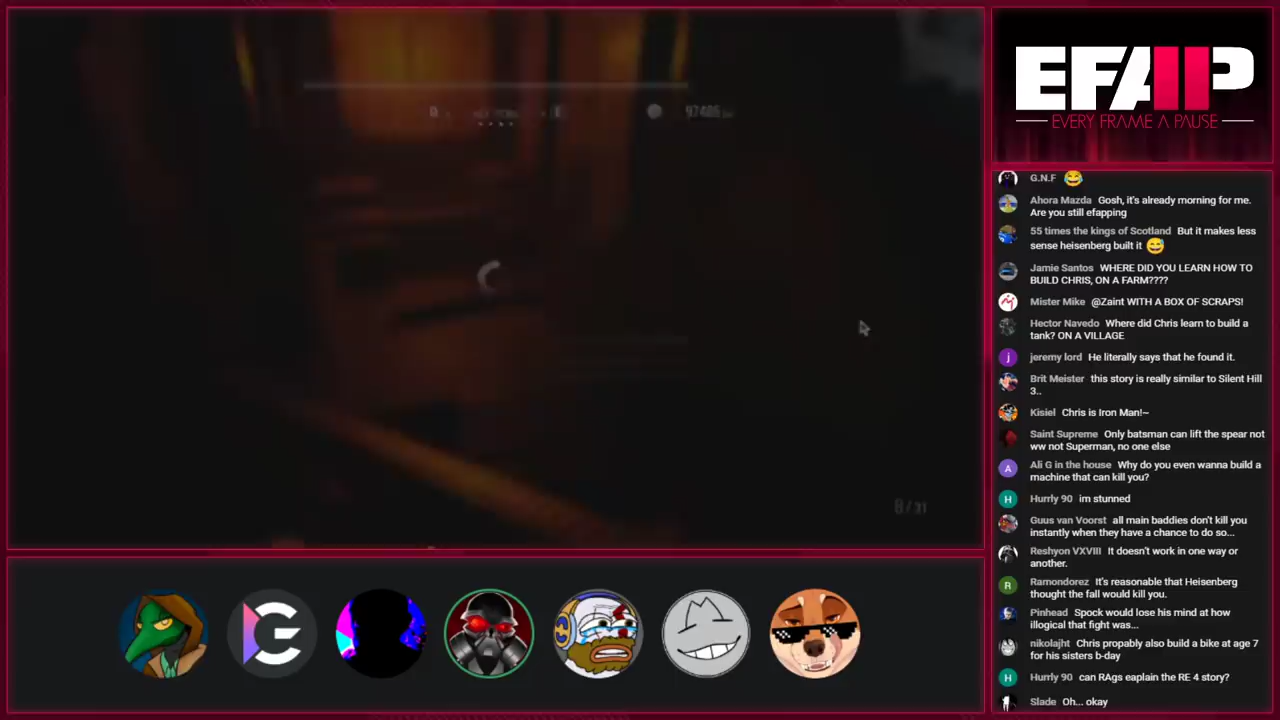 EFAP
EVERY FRAME A PAUSE
97486
8/31
G.N.F 😂
Ahora Mazda Gosh, it's already morning for me.
Are you still efapping
55 times the kings of Scotland But it makes less
sense heisenberg built it 😅
Jamie Santos WHERE DID YOU LEARN HOW TO
BUILD CHRIS, ON A FARM????
Mister Mike @Zaint WITH A BOX OF SCRAPS!
Hector Navedo Where did Chris learn to build a
tank? ON A VILLAGE
jeremy lord He literally says that he found it.
Brit Meister this story is really similar to Silent Hill
3..
Kisiel Chris is Iron Man!~
Saint Supreme Only batsman can lift the spear not
ww not Superman, no one else
Ali G in the house Why do you even wanna build a
machine that can kill you?
Hurrly 90 im stunned
Guus van Voorst all main baddies don't kill you
instantly when they have a chance to do so...
Reshyon VXVIII It doesn't work in one way or
another.
Ramondorez It's reasonable that Heisenberg
thought the fall would kill you.
Pinhead Spock would lose his mind at how
illogical that fight was...
nikolajht Chris propably also build a bike at age 7
for his sisters b-day
Hurrly 90 can RAgs eaplain the RE 4 story?
Slade Oh... okay